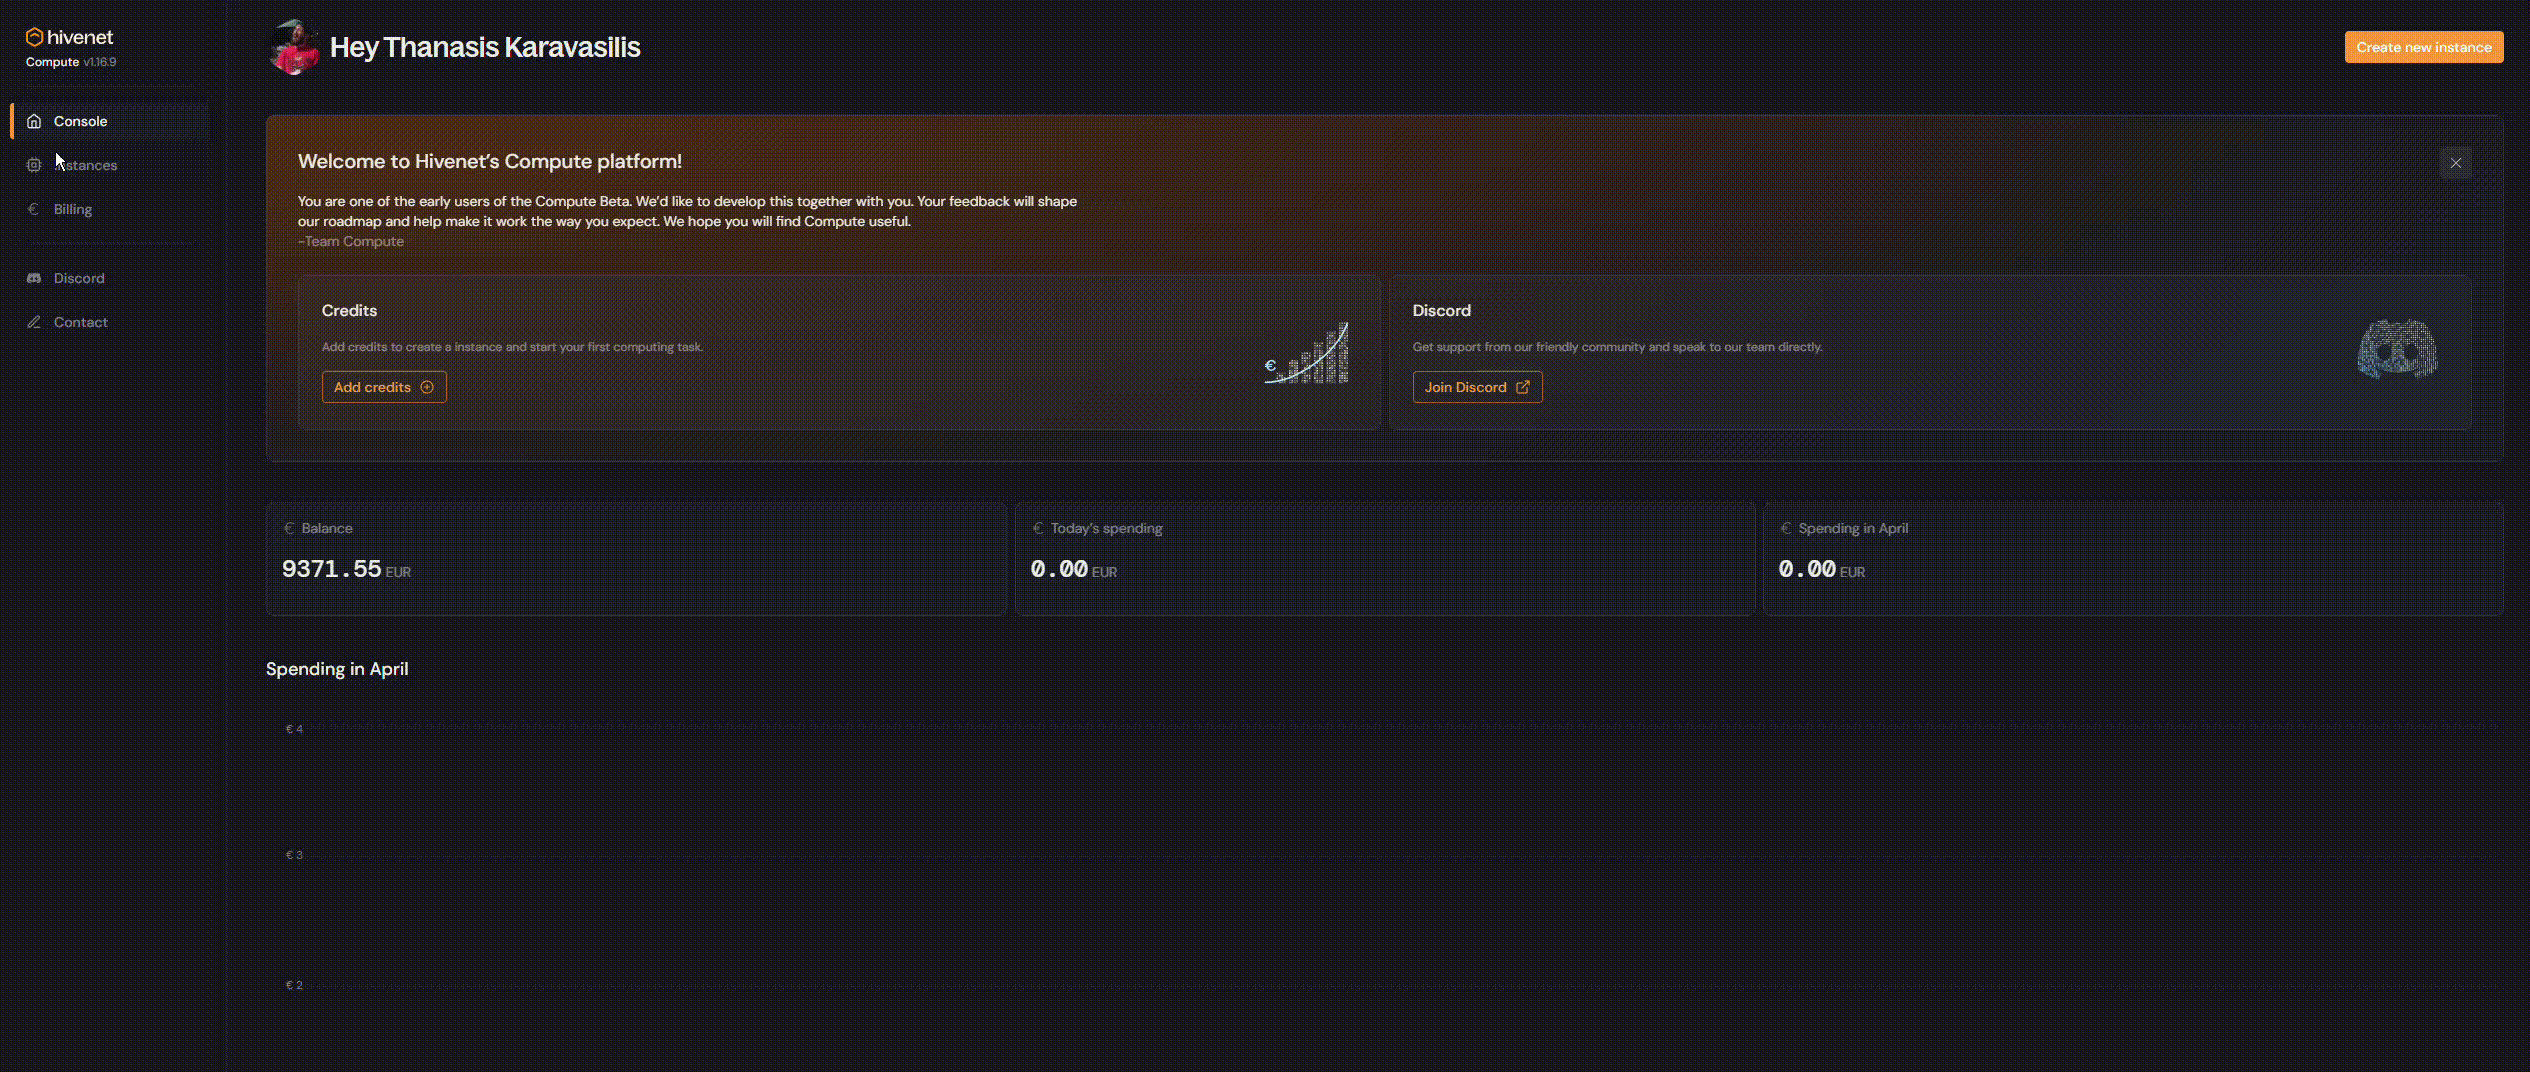 hivenet
Compute v1.16.9
Console
Instances
€ Billing
Discord
Contact
Hey Thanasis Karavasilis
Create new instance
Welcome to Hivenet's Compute platform!
You are one of the early users of the Compute Beta. We'd like to develop this together with you. Your feedback will shape
our roadmap and help make it work the way you expect. We hope you will find Compute useful.
-Team Compute
Credits
Add credits to create a instance and start your first computing task.
Add credits
€
Discord
Get support from our friendly community and speak to our team directly.
Join Discord
€ Balance
9371.55 EUR
€ Today's spending
0.00 EUR
€ Spending in April
0.00 EUR
Spending in April
€ 4
€ 3
€ 2